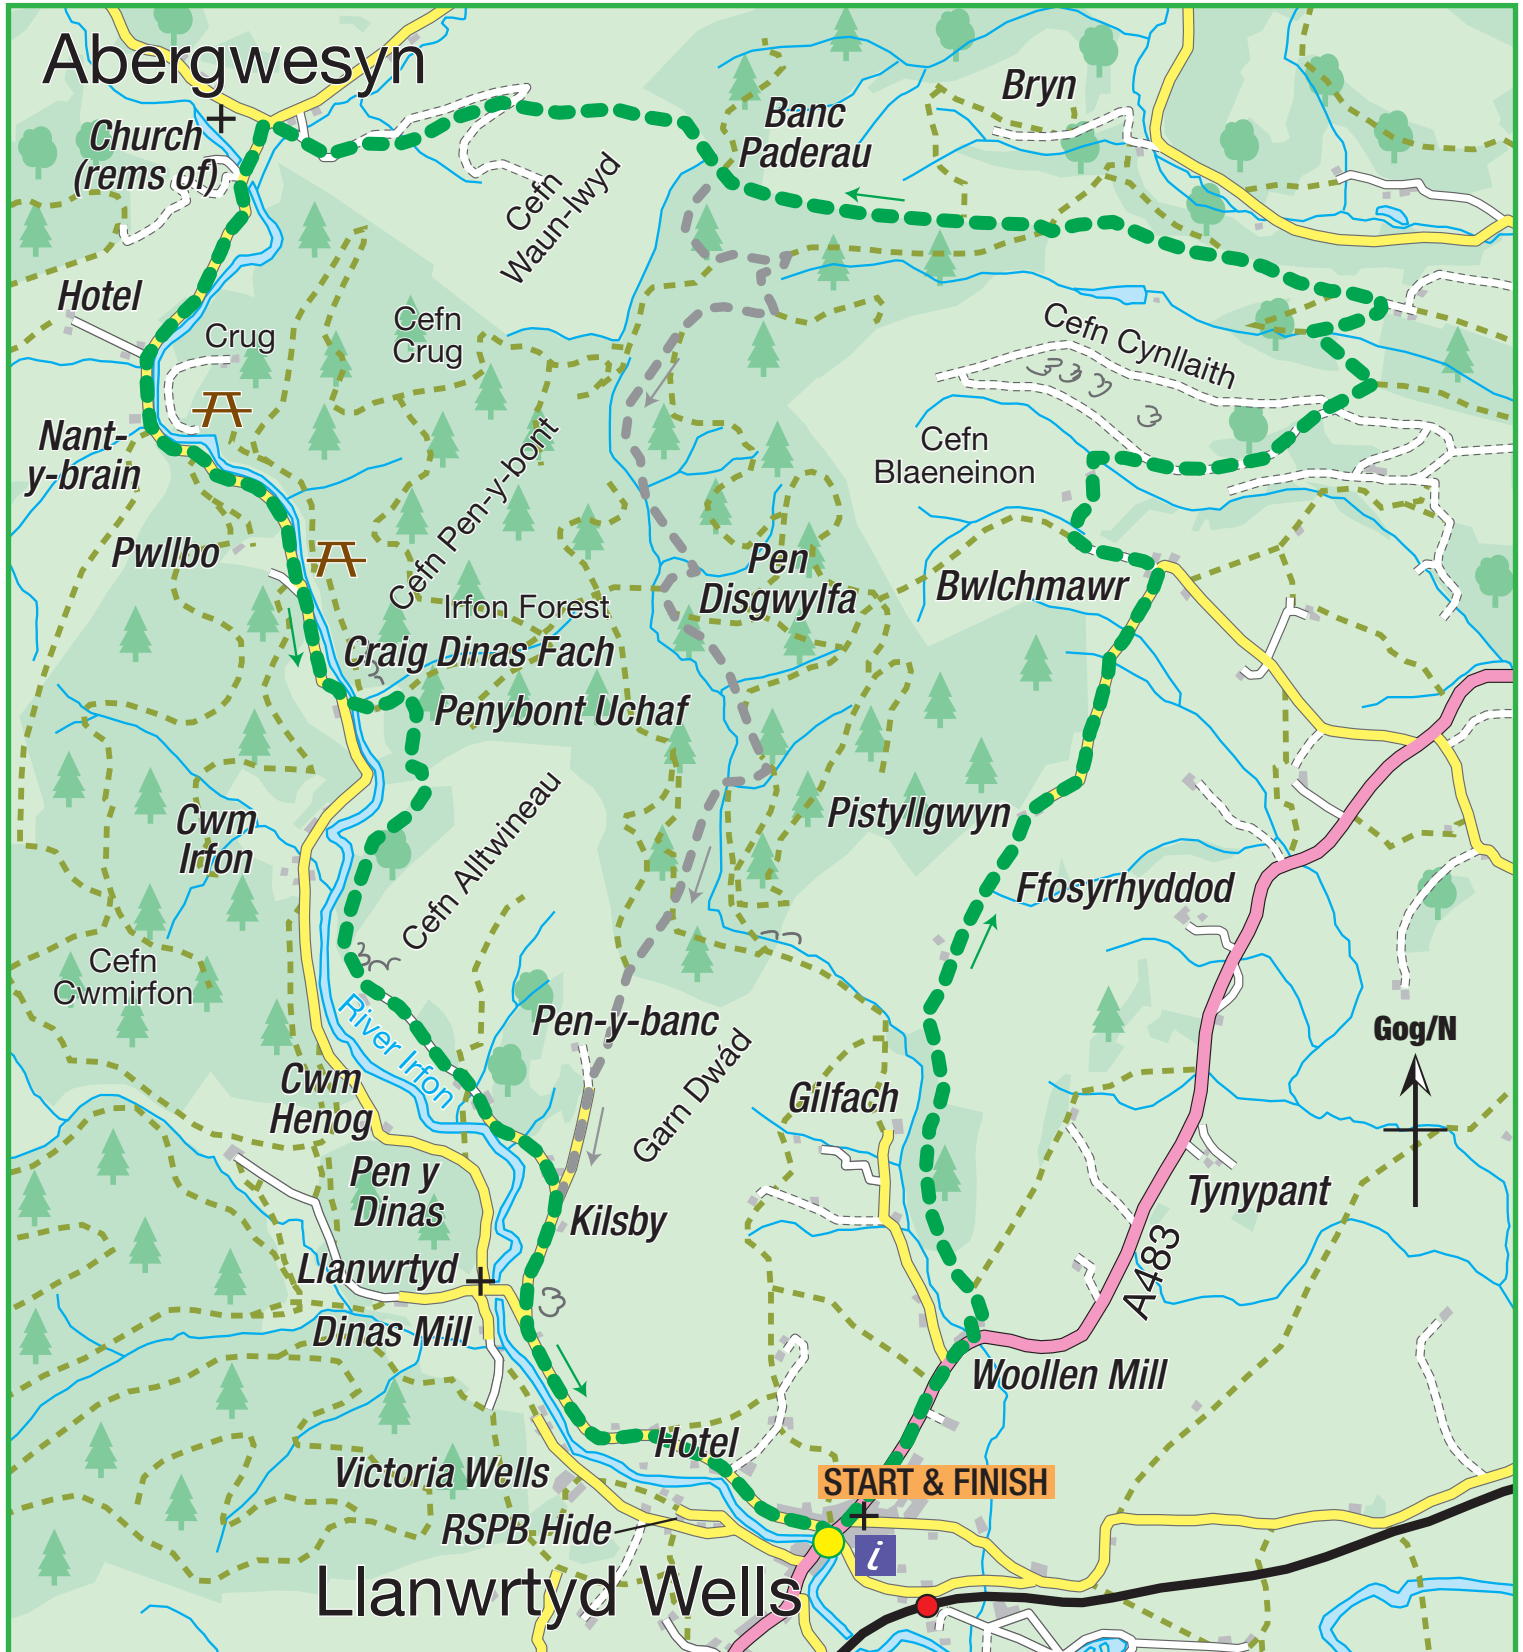 Abergwesyn
Church
(rems of)
Banc
Paderau
Bryn
Cefn
Waun-lwyd
Hotel
Crug
Cefn
Crug
Cefn Cynllaith
Nant-
y-brain
Cefn Pen-y-bont
Cefn
Blaeneinon
Pwllbo
Pen
Disgwylfa
Bwlchmawr
Irfon Forest
Craig Dinas Fach
Penybont Uchaf
Cwm
Irfon
Cefn Alltwineau
Pistyllgwyn
Ffosyrhyddod
Cefn
Cwmirfon
River Irfon
Pen-y-banc
Gog/N
Cwm
Henog
Garn Dwád
Gilfach
Pen y
Dinas
Kilsby
Tynypant
Llanwrtyd
A483
Dinas Mill
Woollen Mill
Hotel
Victoria Wells
START & FINISH
RSPB Hide
i
Llanwrtyd Wells